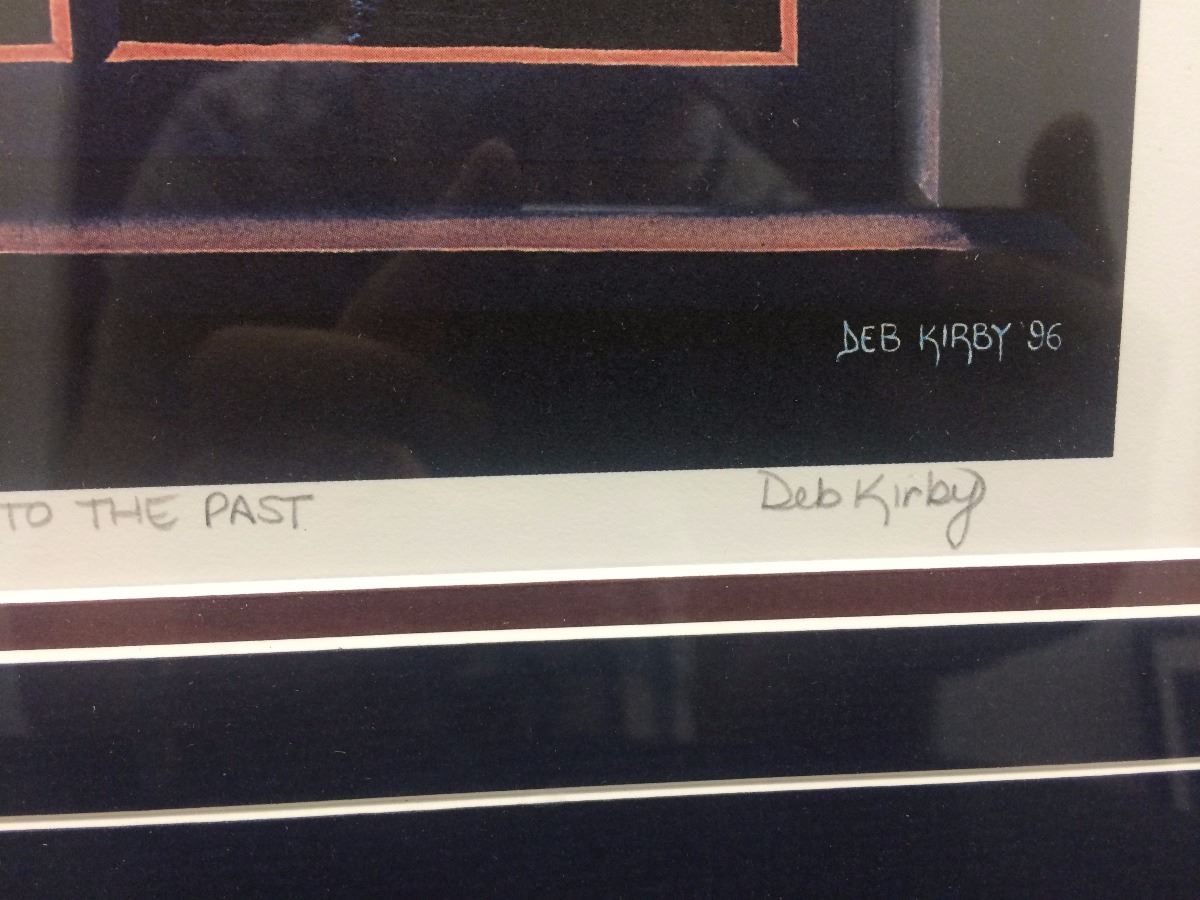 DEB KIRBY '96
TO THE PAST
Deb Kirby